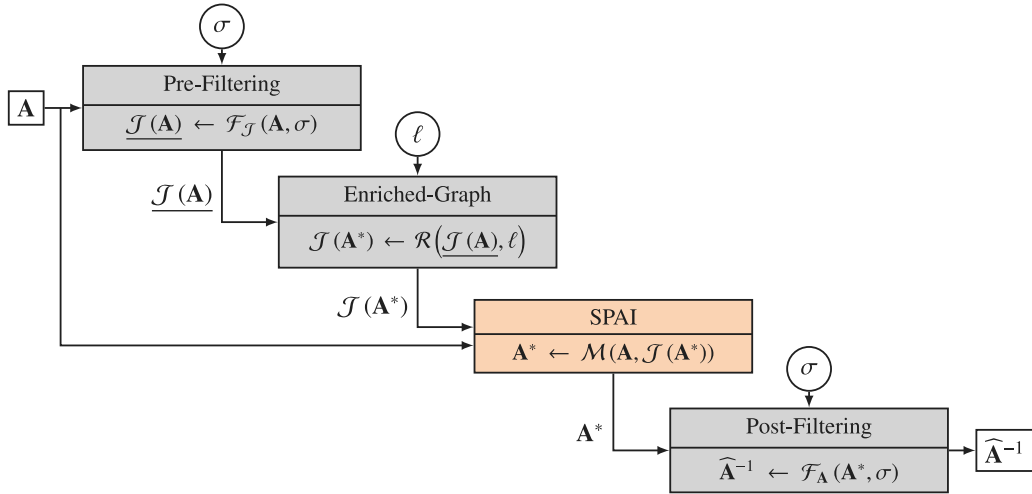 σ
Pre-Filtering
A
𝒥(A) ← ℱ_𝒥(A, σ)
ℓ
𝒥(A)
Enriched-Graph
𝒥(A*) ← ℛ(𝒥(A), ℓ)
𝒥(A*)
SPAI
A* ← ℳ(A, 𝒥(A*))
σ
A*
Post-Filtering
Â⁻¹
Â⁻¹ ← ℱ_A(A*, σ)